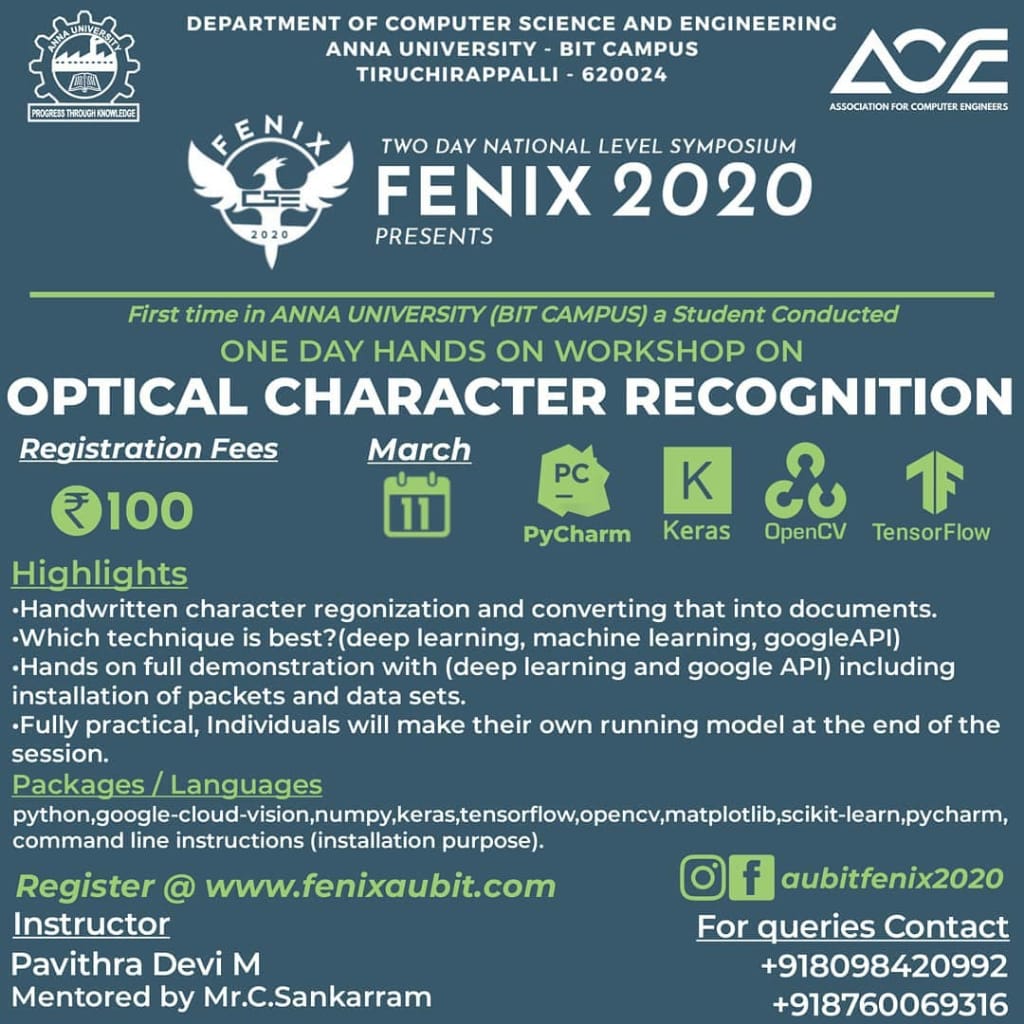 DEPARTMENT OF COMPUTER SCIENCE AND ENGINEERING
ANNA UNIVERSITY - BIT CAMPUS
TIRUCHIRAPPALLI - 620024
ANNA UNIVERSITY
PROGRESS THROUGH KNOWLEDGE
ACE
ASSOCIATION FOR COMPUTER ENGINEERS
FENIX
CSE
2020
TWO DAY NATIONAL LEVEL SYMPOSIUM
FENIX 2020
PRESENTS
First time in ANNA UNIVERSITY (BIT CAMPUS) a Student Conducted
ONE DAY HANDS ON WORKSHOP ON
OPTICAL CHARACTER RECOGNITION
Registration Fees
₹100
March
11
PC
PyCharm
K
Keras
OpenCV
TensorFlow
Highlights
•Handwritten character regonization and converting that into documents.
•Which technique is best?(deep learning, machine learning, googleAPI)
•Hands on full demonstration with (deep learning and google API) including
installation of packets and data sets.
•Fully practical, Individuals will make their own running model at the end of the
session.
Packages / Languages
python,google-cloud-vision,numpy,keras,tensorflow,opencv,matplotlib,scikit-learn,pycharm,
command line instructions (installation purpose).
Register @ www.fenixaubit.com
aubitfenix2020
Instructor
Pavithra Devi M
Mentored by Mr.C.Sankarram
For queries Contact
+918098420992
+918760069316